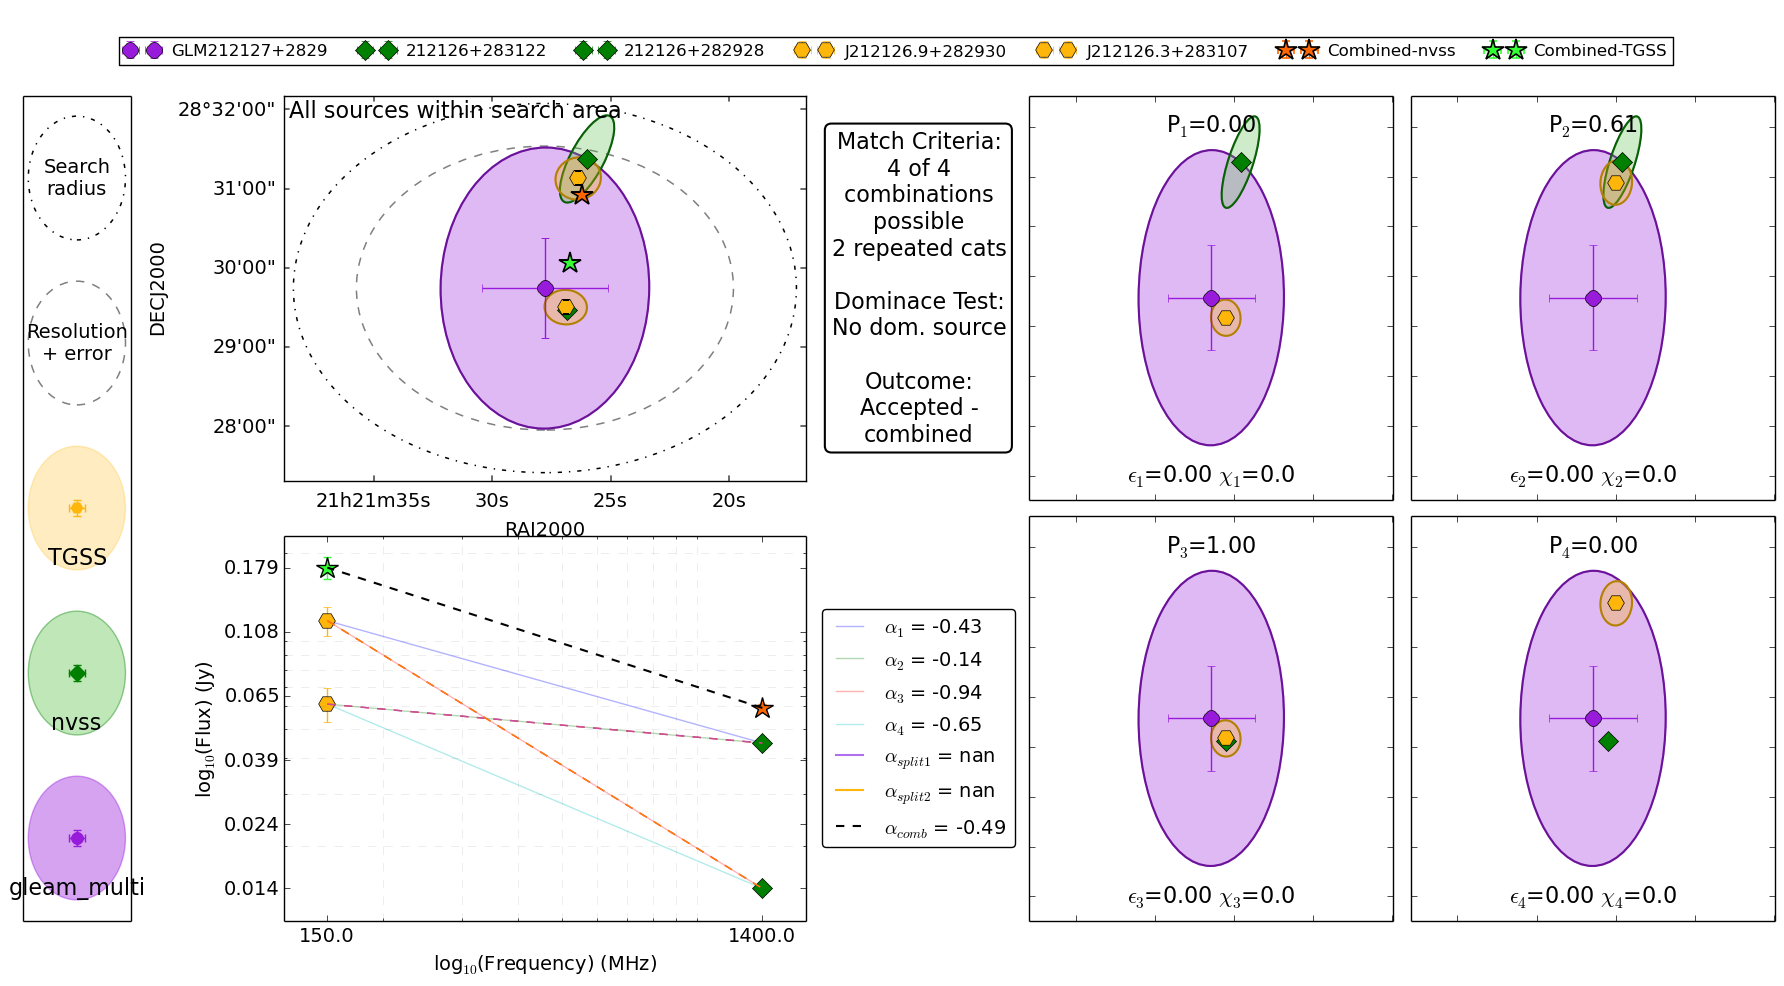 GLM212127+2829 212126+283122 212126+282928 J212126.9+282930 J212126.3+283107 Combined-nvss Combined-TGSS
Search
radius
Resolution
+ error
TGSS
nvss
gleam_multi
All sources within search area
DECJ2000
28°32'00"
31'00"
30'00"
29'00"
28'00"
21h21m35s 30s 25s 20s
RAJ2000
Match Criteria:
4 of 4
combinations
possible
2 repeated cats
Dominace Test:
No dom. source
Outcome:
Accepted -
combined
P1=0.00
ϵ1=0.00 χ1=0.0
P2=0.61
ϵ2=0.00 χ2=0.0
P3=1.00
ϵ3=0.00 χ3=0.0
P4=0.00
ϵ4=0.00 χ4=0.0
log10(Flux) (Jy)
0.179
0.108
0.065
0.039
0.024
0.014
150.0 1400.0
log10(Frequency) (MHz)
α1 = -0.43
α2 = -0.14
α3 = -0.94
α4 = -0.65
αsplit1 = nan
αsplit2 = nan
αcomb = -0.49